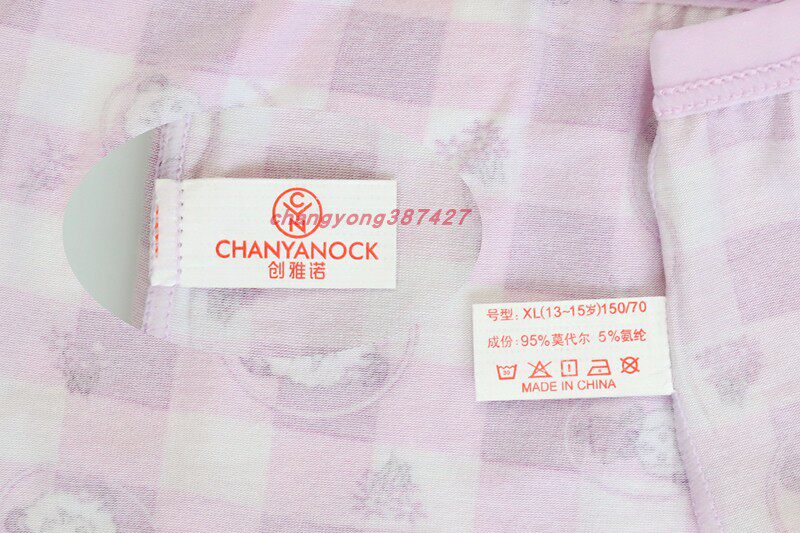 C
Y
N
changyong387427
CHANYANOCK
创雅诺
号型: XL(13~15岁)150/70
成份: 95%莫代尔 5%氨纶
30
MADE IN CHINA